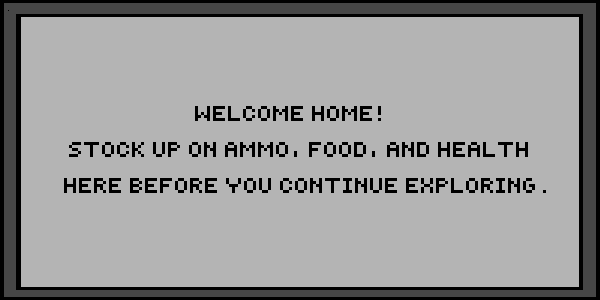 WELCOME HOME!
STOCK UP ON AMMO, FOOD, AND HEALTH
HERE BEFORE YOU CONTINUE EXPLORING.